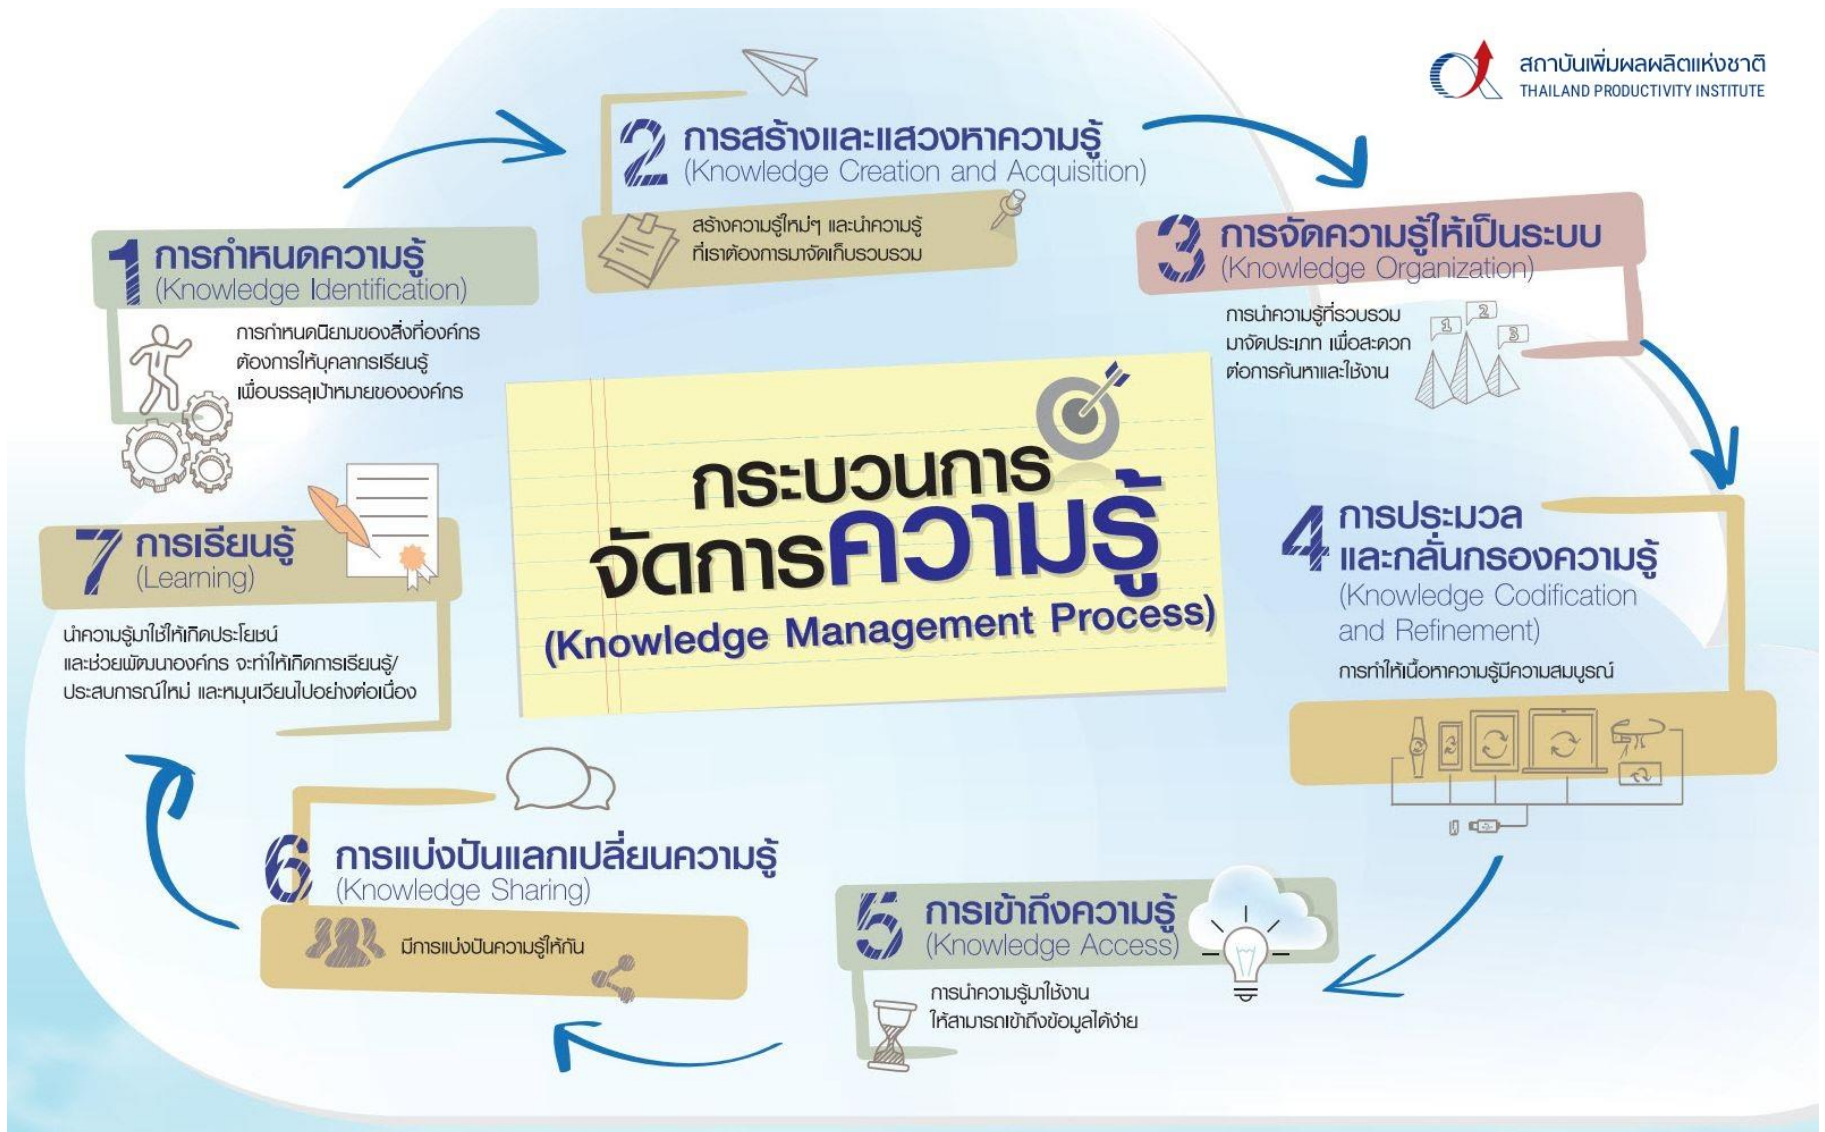 สถาบันเพิ่มผลผลิตแห่งชาติ
THAILAND PRODUCTIVITY INSTITUTE
กระบวนการ
จัดการความรู้
(Knowledge Management Process)
1 การกำหนดความรู้
(Knowledge Identification)
การกำหนดนิยามของสิ่งที่องค์กร
ต้องการให้บุคลากรเรียนรู้
เพื่อบรรลุเป้าหมายขององค์กร
2 การสร้างและแสวงหาความรู้
(Knowledge Creation and Acquisition)
สร้างความรู้ใหม่ๆ และนำความรู้
ที่เราต้องการมาจัดเก็บรวบรวม
3 การจัดความรู้ให้เป็นระบบ
(Knowledge Organization)
การนำความรู้ที่รวบรวม
มาจัดประเภท เพื่อสะดวก
ต่อการค้นหาและใช้งาน
1
2
3
4 การประมวล
และกลั่นกรองความรู้
(Knowledge Codification
and Refinement)
การทำให้เนื้อหาความรู้มีความสมบูรณ์
5 การเข้าถึงความรู้
(Knowledge Access)
การนำความรู้มาใช้งาน
ให้สามารถเข้าถึงข้อมูลได้ง่าย
6 การแบ่งปันแลกเปลี่ยนความรู้
(Knowledge Sharing)
มีการแบ่งปันความรู้ให้กัน
7 การเรียนรู้
(Learning)
นำความรู้มาใช้ให้เกิดประโยชน์
และช่วยพัฒนาองค์กร จะทำให้เกิดการเรียนรู้/
ประสบการณ์ใหม่ และหมุนเวียนไปอย่างต่อเนื่อง